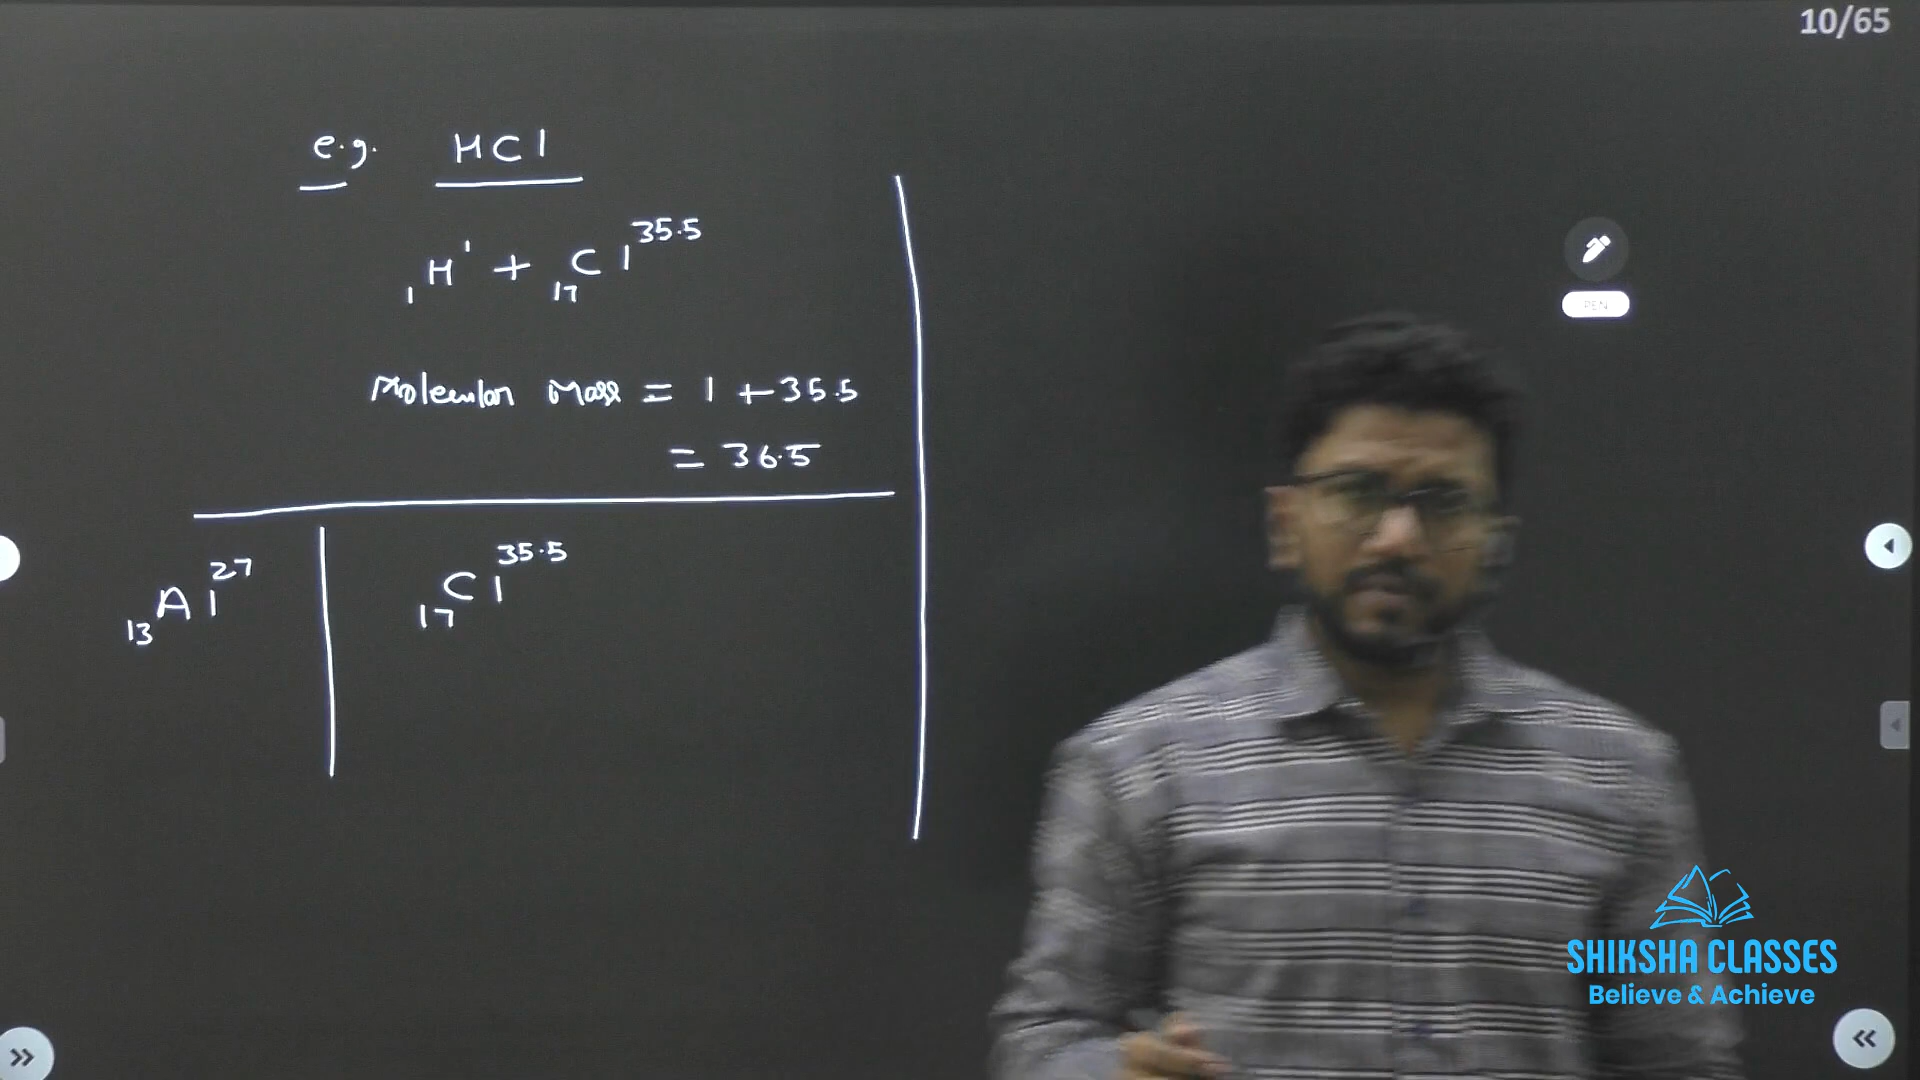 10/65
e.g. HCl
₁H¹ + ₁₇Cl³⁵·⁵
Molecular Mass = 1 + 35.5
= 36.5
₁₃Al²⁷ ₁₇Cl³⁵·⁵
PEN
SHIKSHA CLASSES
Believe & Achieve